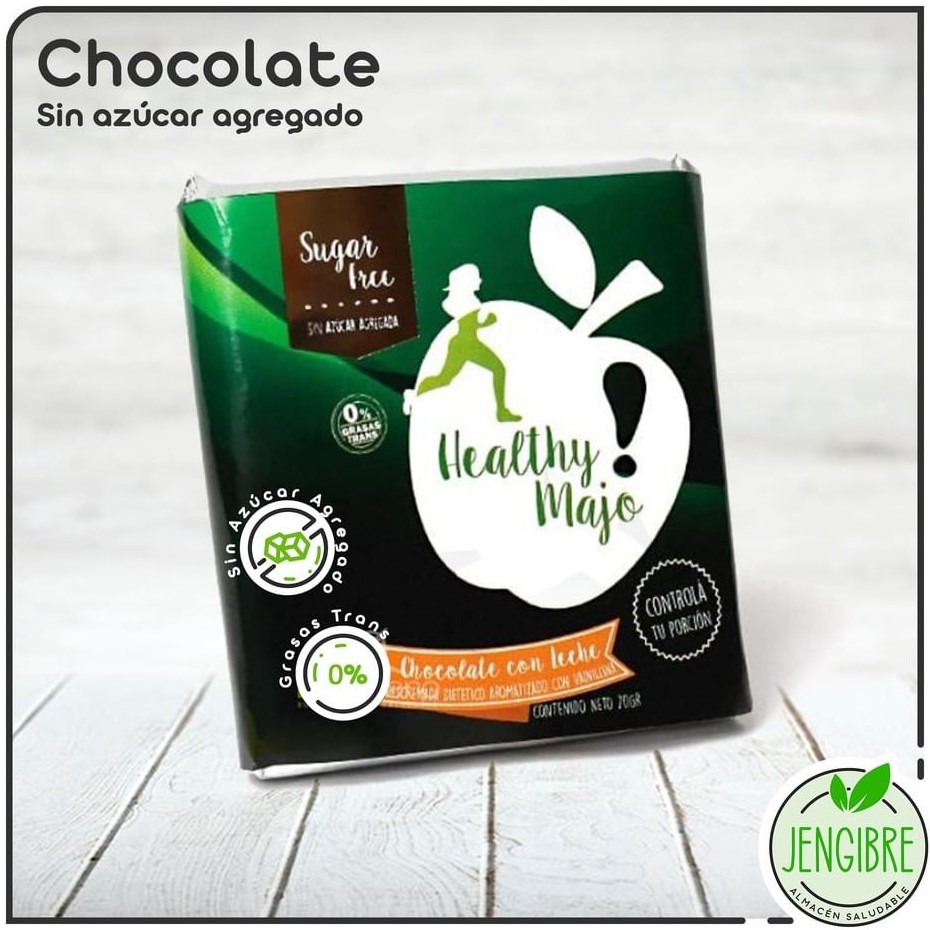 Chocolate
Sin azúcar agregado
Sugar
Free
SIN AZÚCAR AGREGADA
0%
GRASAS
TRANS
Healthy
Majo
!
Sin Azúcar Agregado
Grasas Trans
0%
CONTROLÁ
TU PORCIÓN
Chocolate con Leche
DESCREMADA DIETETICO AROMATIZADO CON VAINILLINA
CONTENIDO NETO 20GR
JENGIBRE
ALMACÉN SALUDABLE